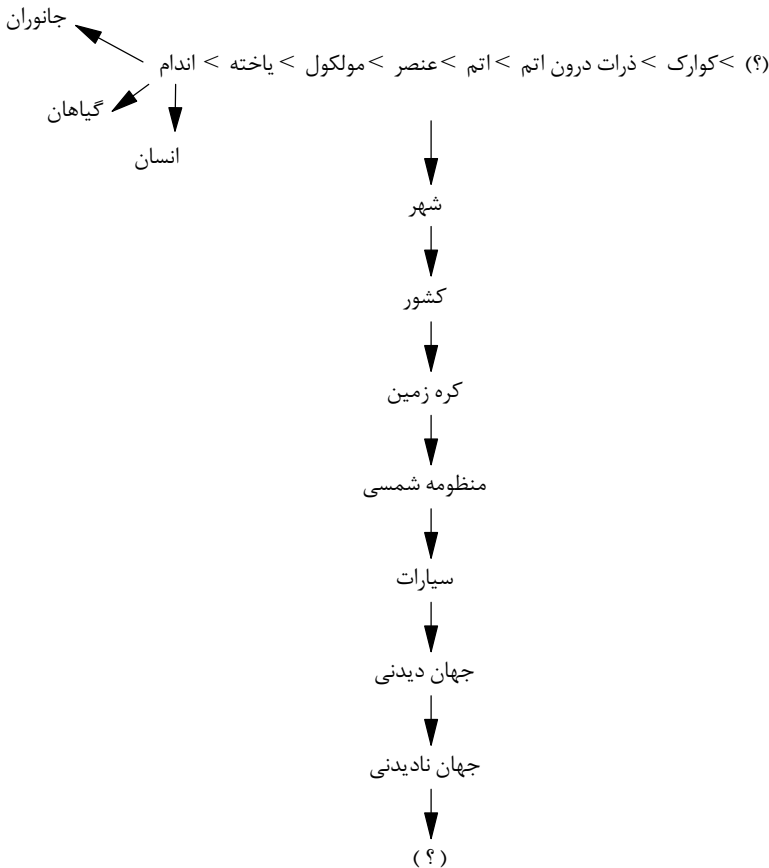 جانوران
(؟) >کوارک >ذرات درون اتم >اتم >عنصر >مولکول > یاخته > اندام
گیاهان
انسان
شهر
کشور
کره زمین
منظومه شمسی
سیارات
جهان دیدنی
جهان نادیدنی
(؟)